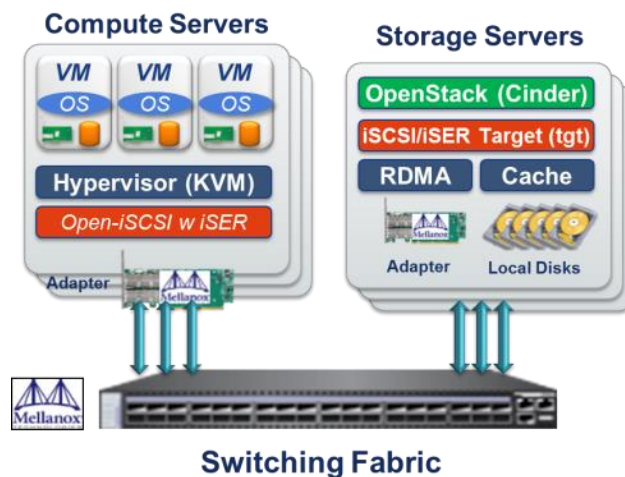 Compute Servers
VM
VM
VM
OS
OS
OS
Hypervisor (KVM)
Open-iSCSI w iSER
Adapter
Mellanox
Storage Servers
OpenStack (Cinder)
iSCSI/iSER Target (tgt)
RDMA
Cache
Mellanox
Adapter
Local Disks
Mellanox
Switching Fabric